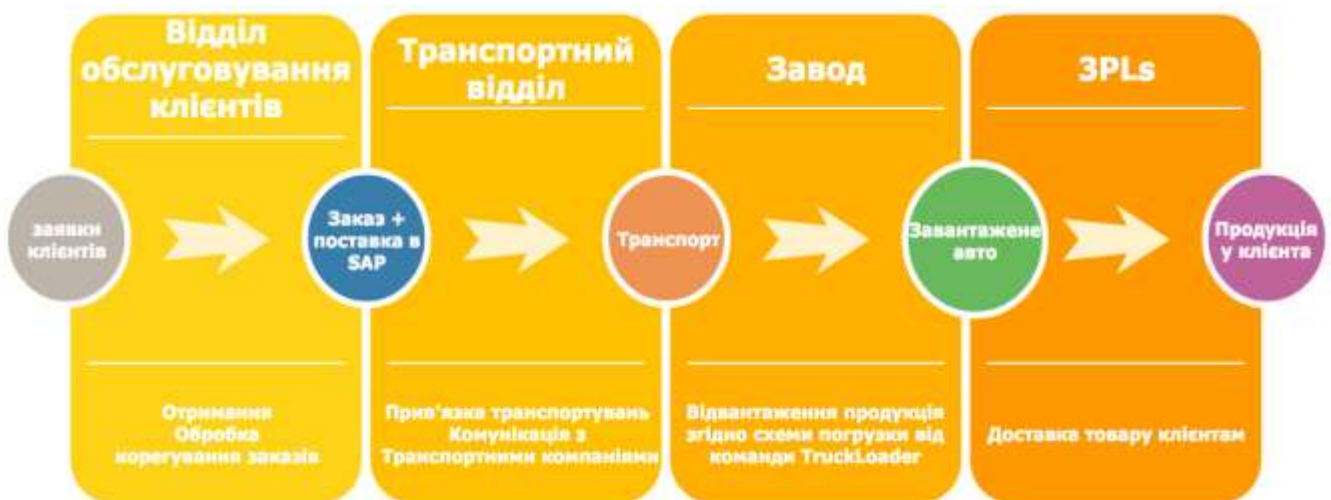 Відділ
обслуговування
клієнтів
Транспортний
відділ
Завод
3PLs
заявки
клієнтів
Заказ +
поставка в
SAP
Транспорт
Завантажене
авто
Продукція
у клієнта
Отримання
Обробка
корегування заказів
Прив'язка транспортувань
Комунікація з
Транспортними компаніями
Відвантаження продукція
згідно схеми погрузки від
команди TruckLoader
Доставка товару клієнтам